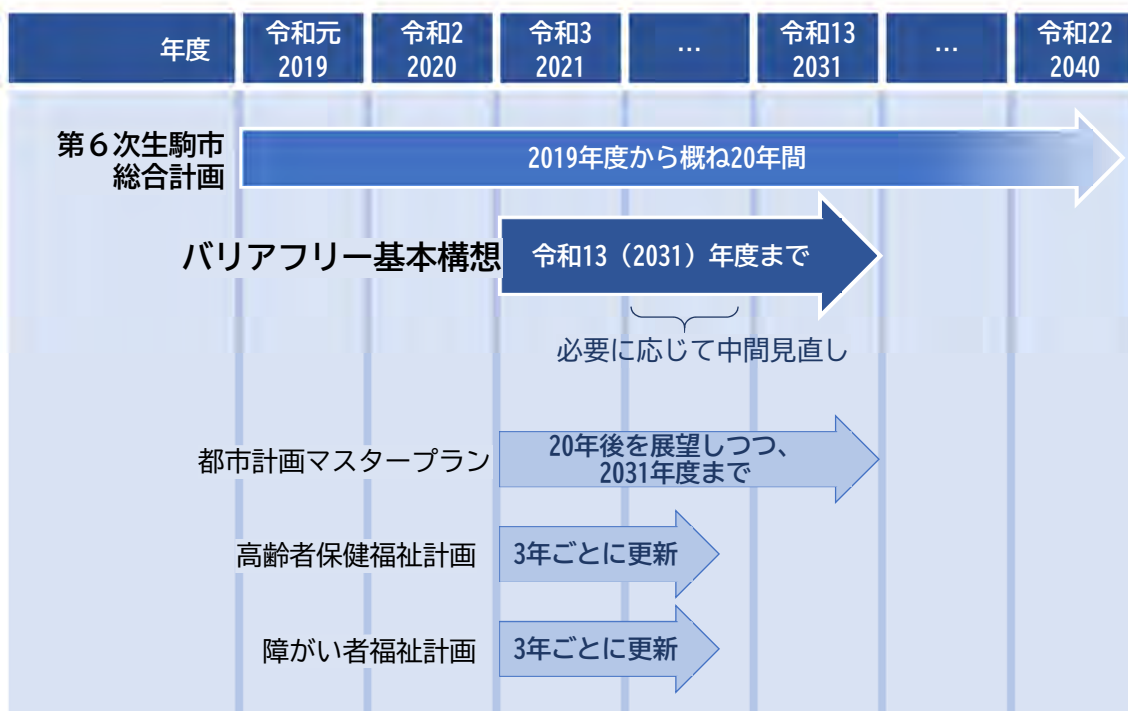 年度
令和元
2019
令和2
2020
令和3
2021
…
令和13
2031
…
令和22
2040
第６次生駒市
総合計画
2019年度から概ね20年間
バリアフリー基本構想
令和13（2031）年度まで
必要に応じて中間見直し
都市計画マスタープラン
20年後を展望しつつ、
2031年度まで
高齢者保健福祉計画
3年ごとに更新
障がい者福祉計画
3年ごとに更新